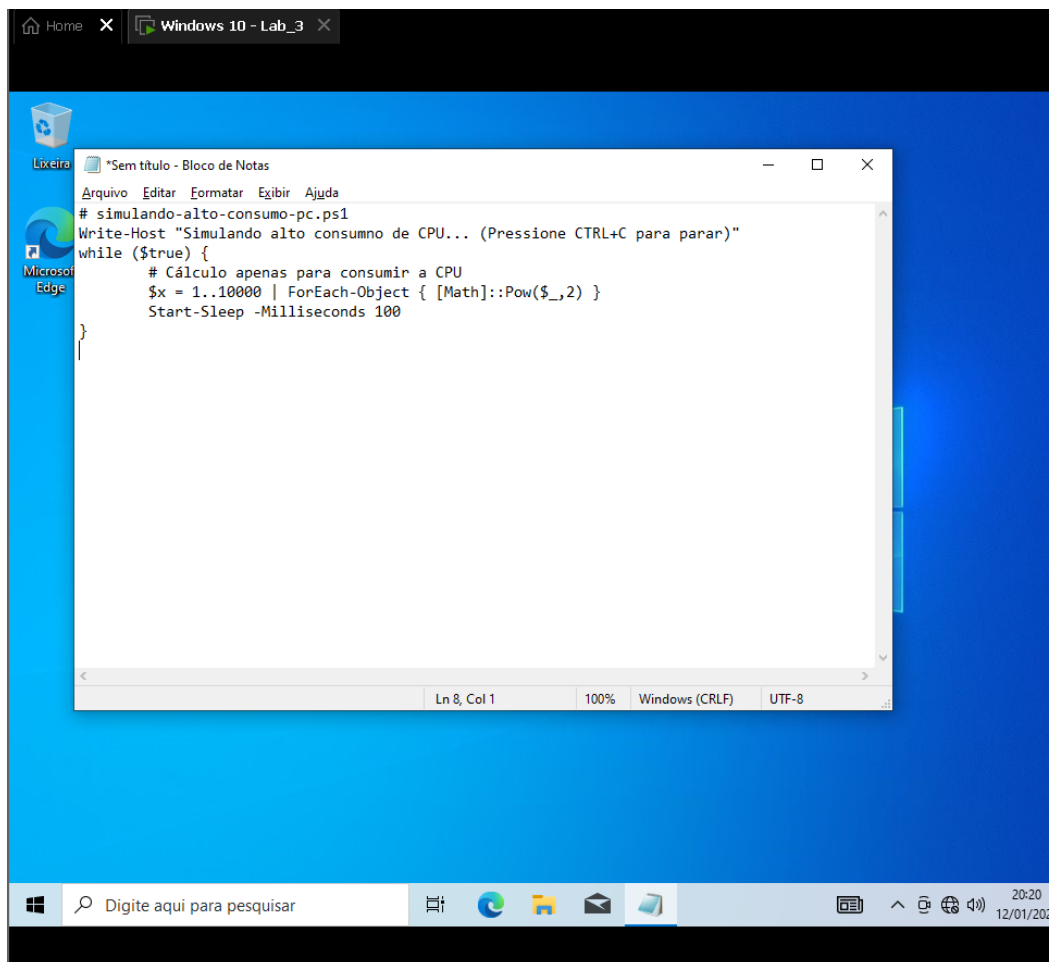 Home
Windows 10 - Lab_3
Lixeira
*Sem título - Bloco de Notas
Arquivo Editar Formatar Exibir Ajuda
# simulando-alto-consumo-pc.ps1
Write-Host "Simulando alto consumno de CPU... (Pressione CTRL+C para parar)"
while ($true) {
# Cálculo apenas para consumir a CPU
$x = 1..10000 | ForEach-Object { [Math]::Pow($_,2) }
Start-Sleep -Milliseconds 100
}
Microsof
Edge
Ln 8, Col 1 100% Windows (CRLF) UTF-8
Digite aqui para pesquisar
20:20
12/01/202